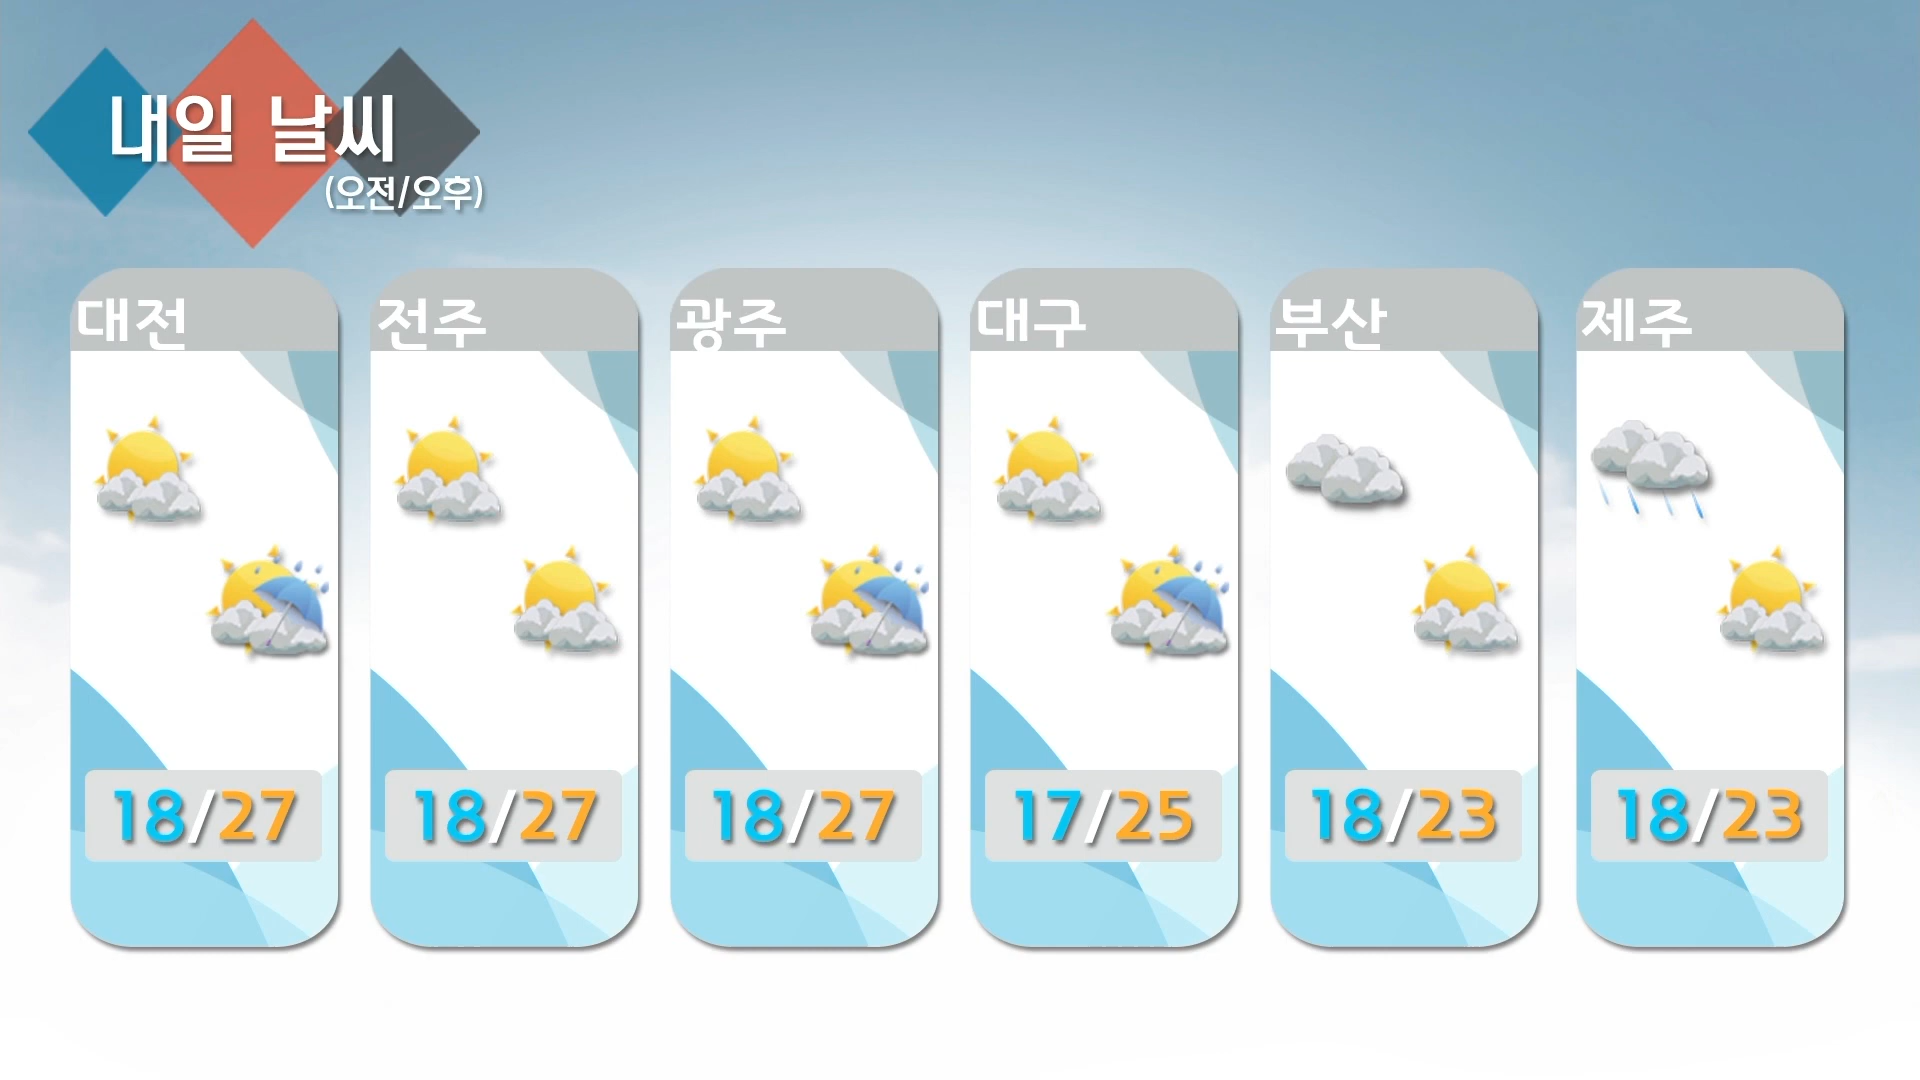 내일 날씨
(오전/오후)
대전
전주
광주
대구
부산
제주
18/27
18/27
18/27
17/25
18/23
18/23